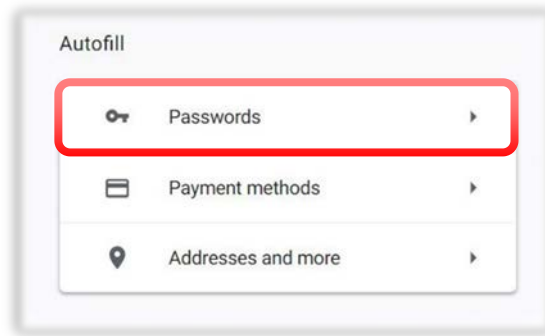 Autofill
Passwords
Payment methods
Addresses and more